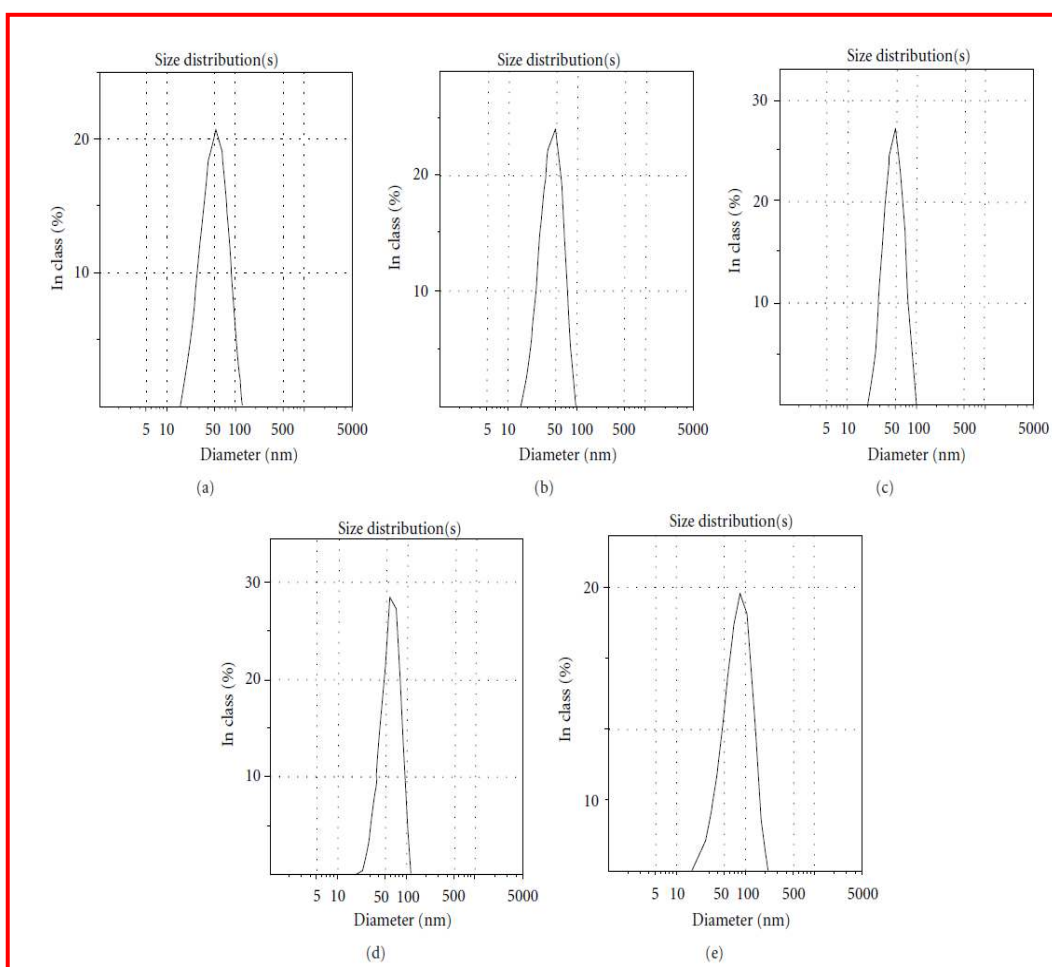 Size distribution(s)
In class (%)
20
10
5 10 50 100 500 5000
Diameter (nm)
(a)
Size distribution(s)
In class (%)
20
10
5 10 50 100 500 5000
Diameter (nm)
(b)
Size distribution(s)
In class (%)
30
20
10
5 10 50 100 500 5000
Diameter (nm)
(c)
Size distribution(s)
In class (%)
30
20
10
5 10 50 100 500 5000
Diameter (nm)
(d)
Size distribution(s)
In class (%)
20
10
5 10 50 100 500 5000
Diameter (nm)
(e)